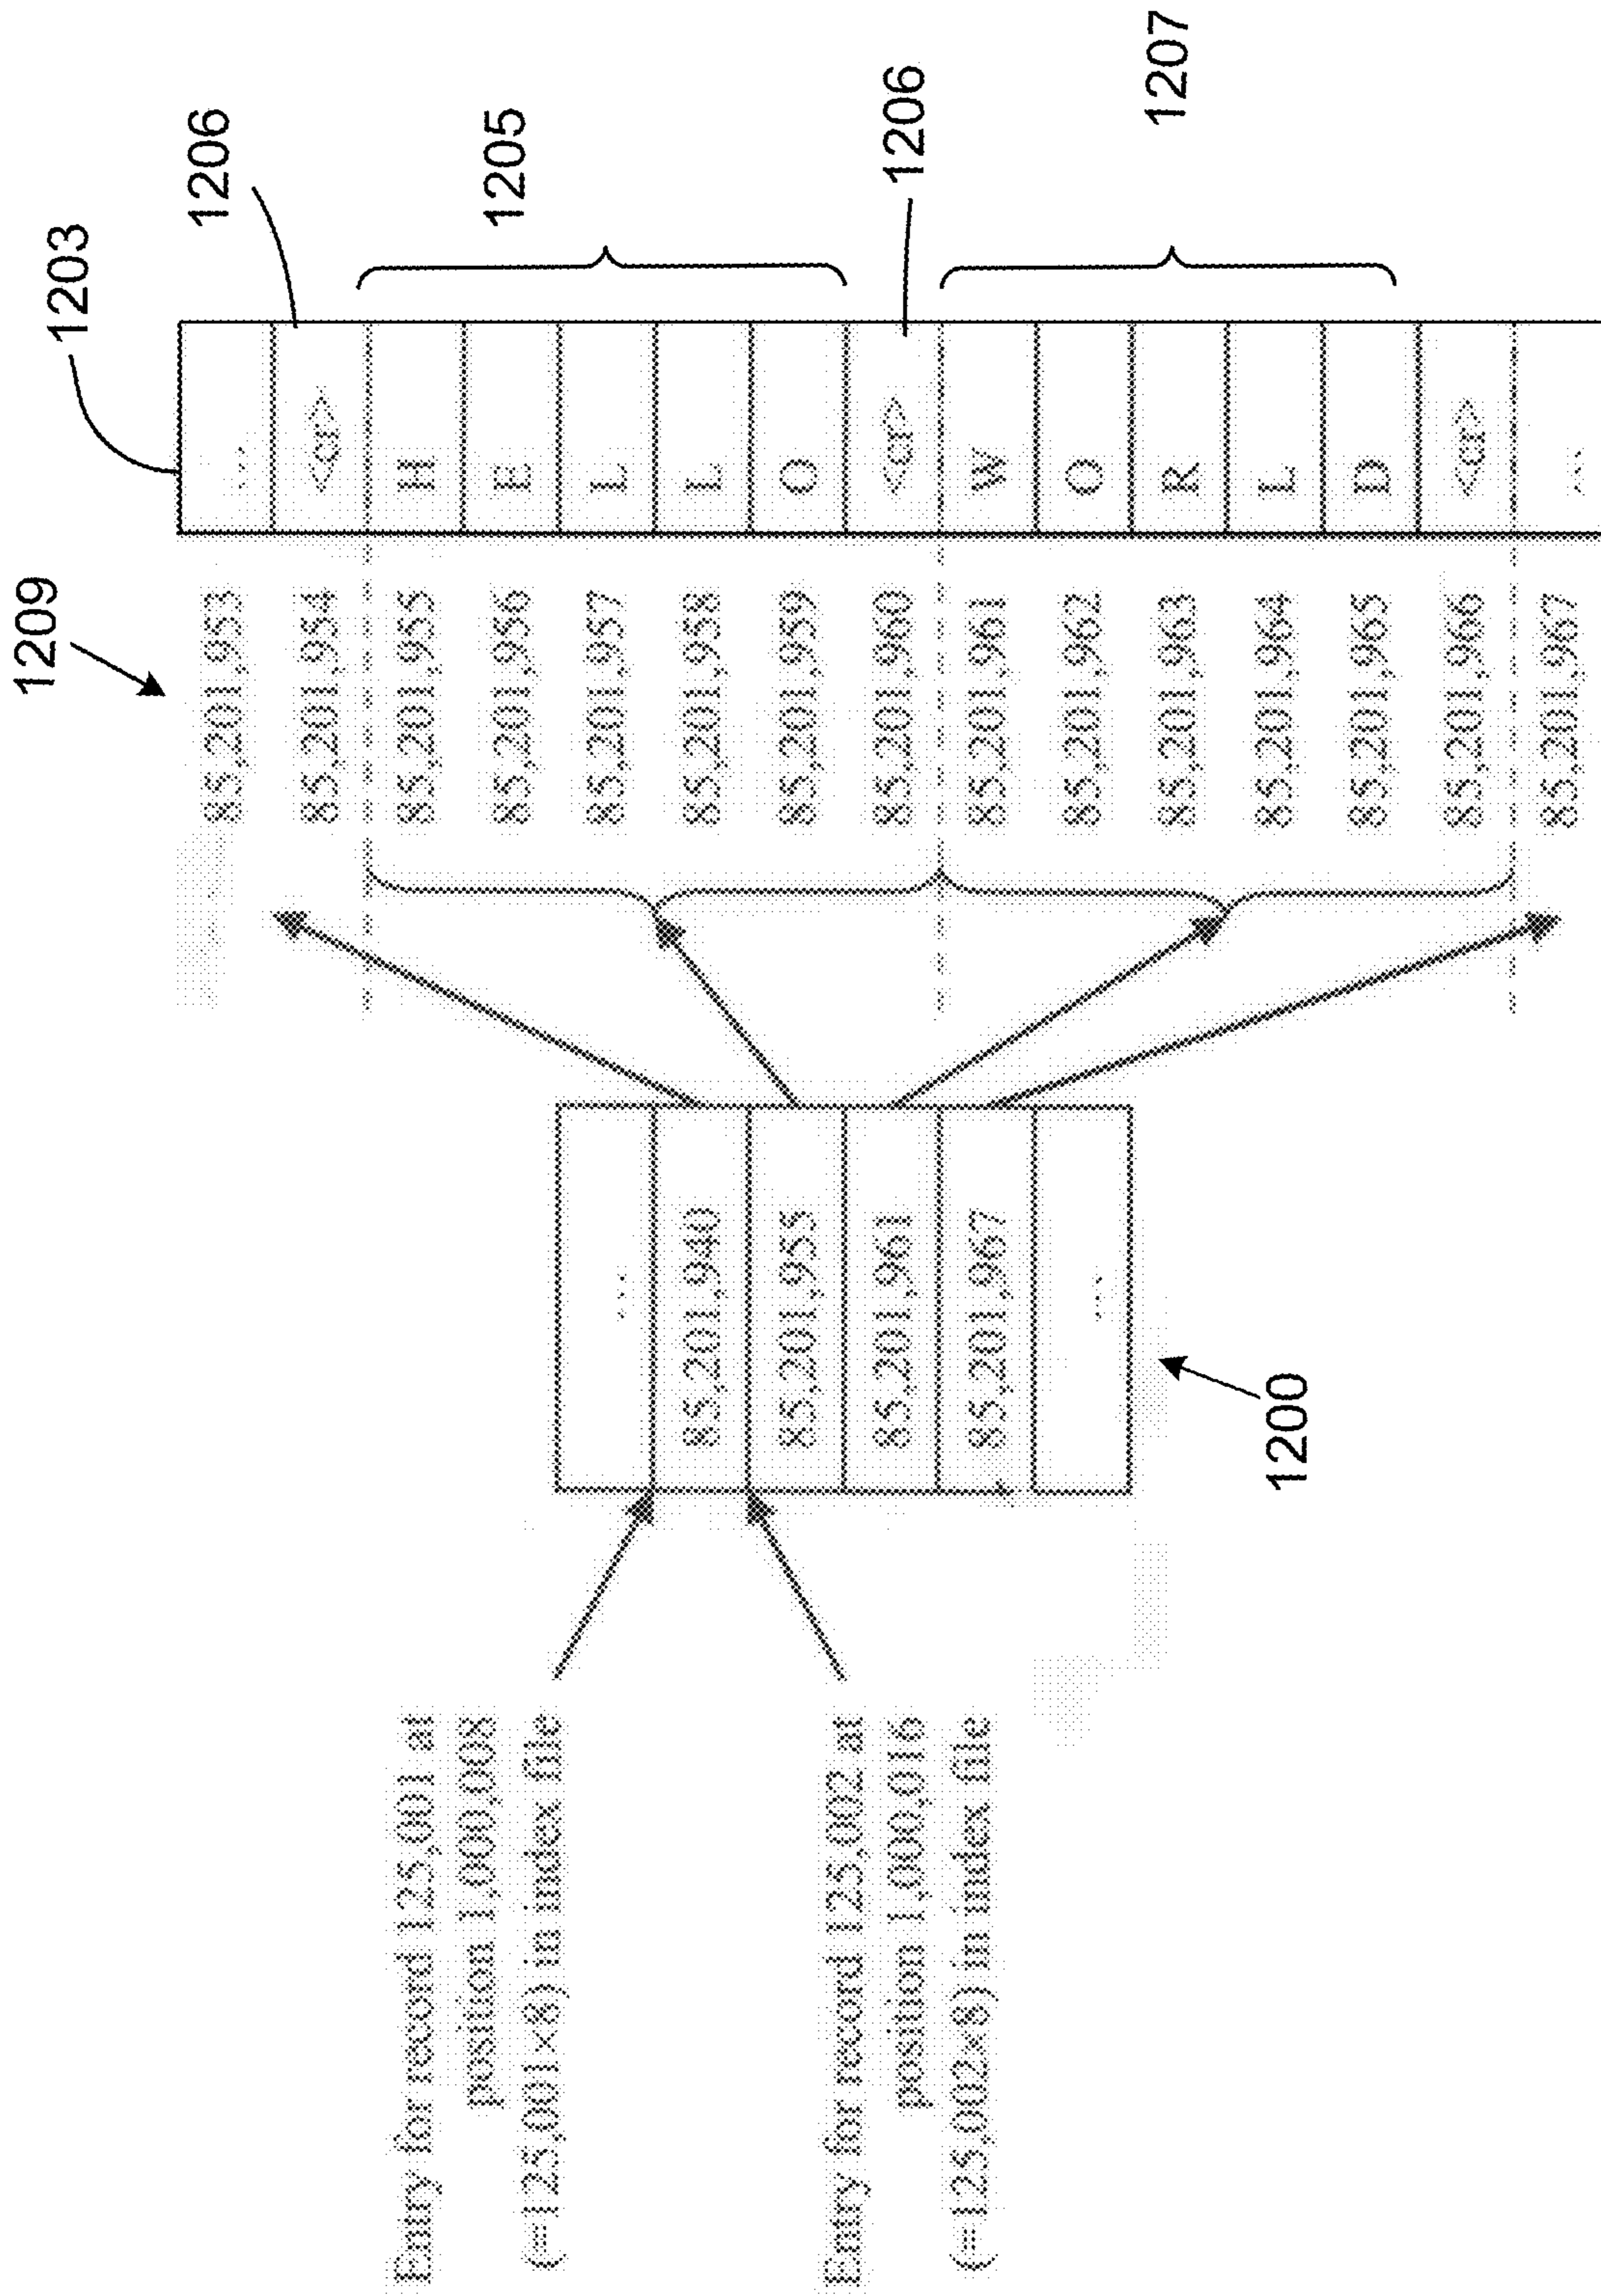 1209
1203
1206
1205
1206
1207
85,201,953
...
85,201,954
<cr>
85,201,955
H
85,201,956
E
85,201,957
L
85,201,958
L
85,201,959
O
85,201,960
<cr>
85,201,961
W
85,201,962
O
85,201,963
R
85,201,964
L
85,201,965
D
85,201,966
<cr>
85,201,967
...
Entry for record 125,001 at
position 1,000,008
(=125,001×8) in index file
Entry for record 125,002 at
position 1,000,016
(=125,002×8) in index file
...
85,201,940
85,201,955
85,201,961
85,201,967
...
1200